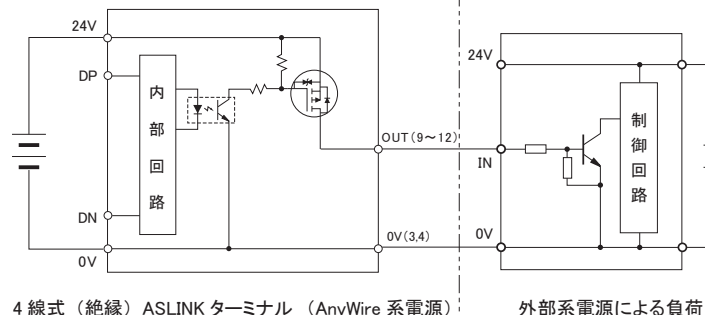 24V
DP
内部回路
DN
0V
OUT(9～12)
0V(3,4)
24V
IN
0V
制御回路
4 線式（絶縁）ASLINK ターミナル （AnyWire 系電源）
外部系電源による負荷